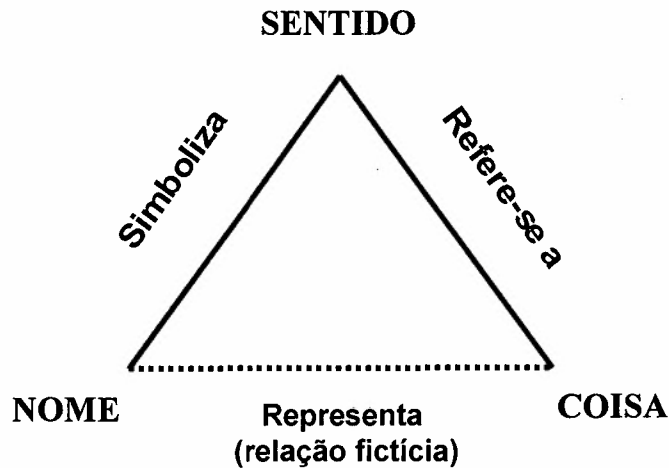 SENTIDO
Simboliza
Refere-se a
NOME
COISA
Representa
(relação fictícia)